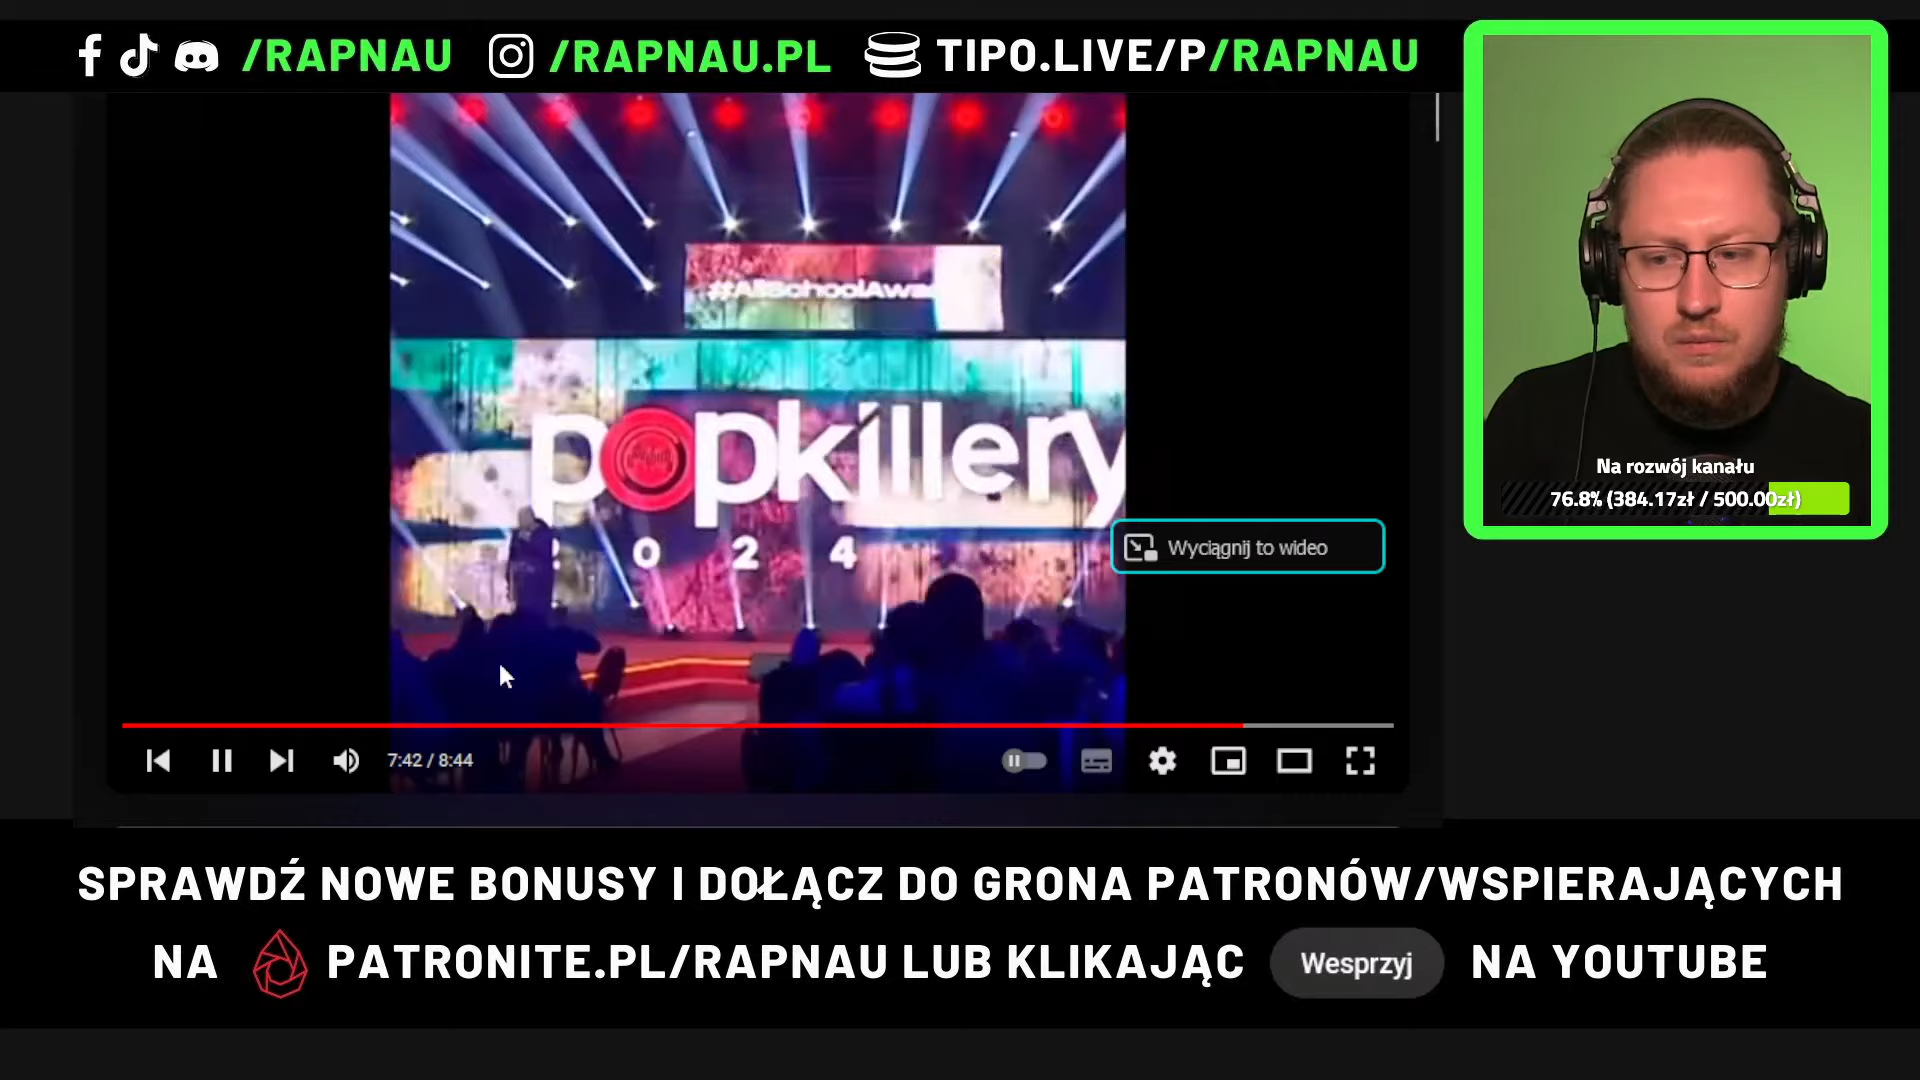 /RAPNAU /RAPNAU.PL TIPO.LIVE/P/RAPNAU
#AllSchoolAwa
popkillery
2024
Wyciągnij to wideo
7:42 / 8:44
Na rozwój kanału
76.8% (384.17zł / 500.00zł)
SPRAWDŹ NOWE BONUSY I DOŁĄCZ DO GRONA PATRONÓW/WSPIERAJĄCYCH
NA PATRONITE.PL/RAPNAU LUB KLIKAJĄC Wesprzyj NA YOUTUBE